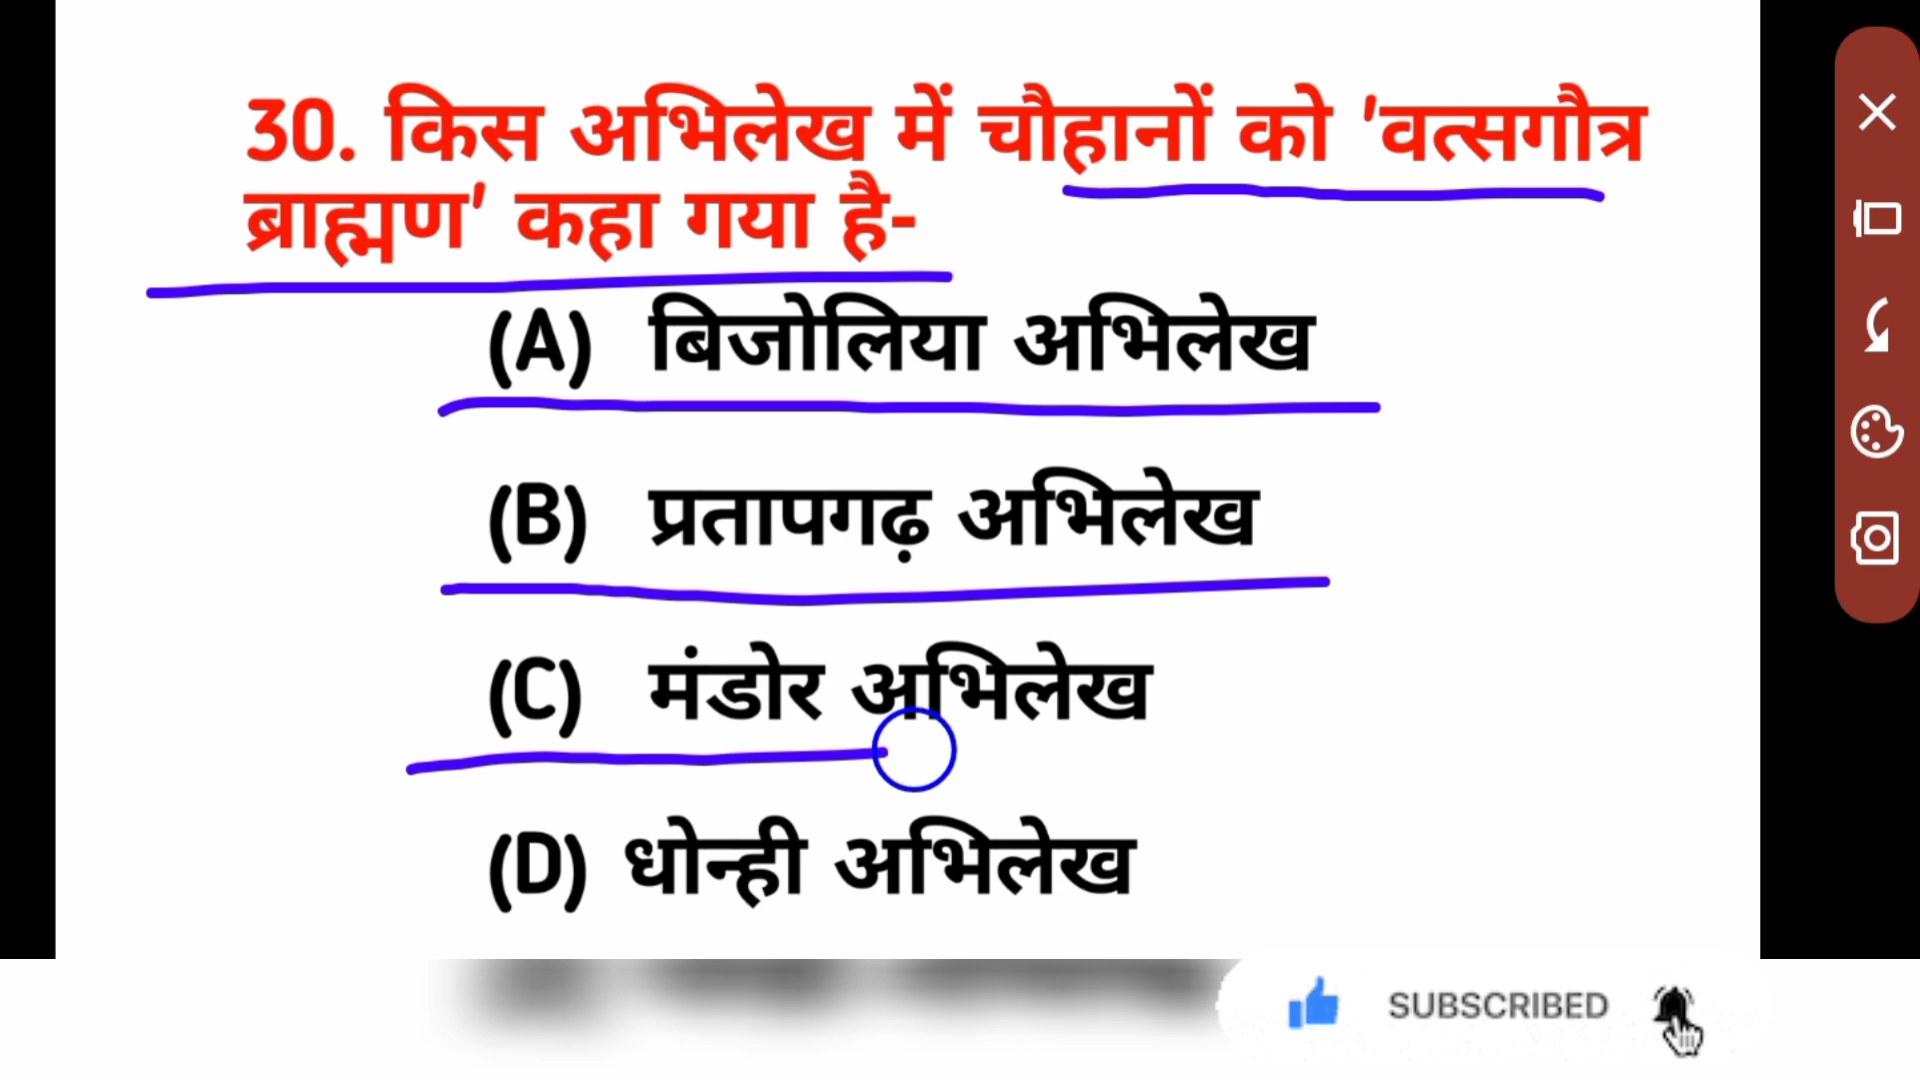 30. किस अभिलेख में चौहानों को 'वत्सगौत्र
ब्राह्मण' कहा गया है-
(A) बिजोलिया अभिलेख
(B) प्रतापगढ़ अभिलेख
(C) मंडोर अभिलेख
(D) धोन्ही अभिलेख
SUBSCRIBED